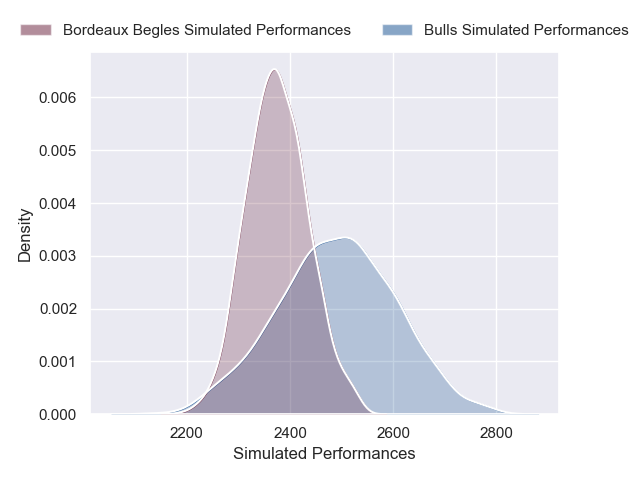 Bordeaux Begles Simulated Performances Bulls Simulated Performances
0.006
0.005
0.004
0.003
0.002
0.001
0.000
Density
2200 2400 2600 2800
Simulated Performances